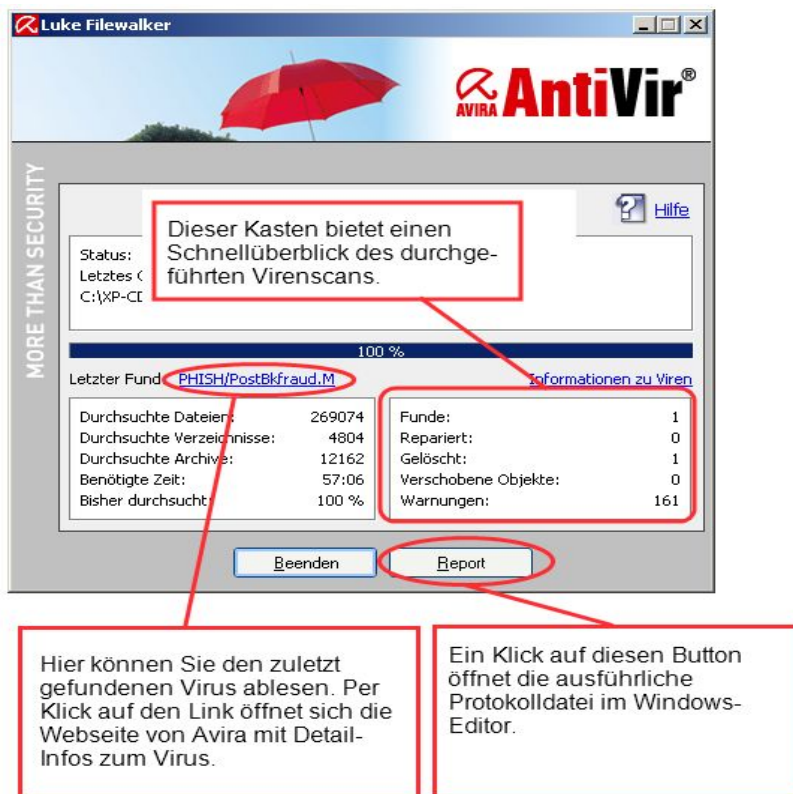 Luke Filewalker
AVIRA AntiVir®
MORE THAN SECURITY
Hilfe
Dieser Kasten bietet einen
Schnellüberblick des durchge-
führten Virenscans.
Status:
Letztes
C:\XP-CD
100 %
Letzter Fund: PHISH/PostBkfraud.M Informationen zu Viren
Durchsuchte Dateien: 269074
Durchsuchte Verzeichnisse: 4804
Durchsuchte Archive: 12162
Benötigte Zeit: 57:06
Bisher durchsucht: 100 %
Funde: 1
Repariert: 0
Gelöscht: 1
Verschobene Objekte: 0
Warnungen: 161
Beenden Report
Hier können Sie den zuletzt
gefundenen Virus ablesen. Per
Klick auf den Link öffnet sich die
Webseite von Avira mit Detail-
Infos zum Virus.
Ein Klick auf diesen Button
öffnet die ausführliche
Protokolldatei im Windows-
Editor.